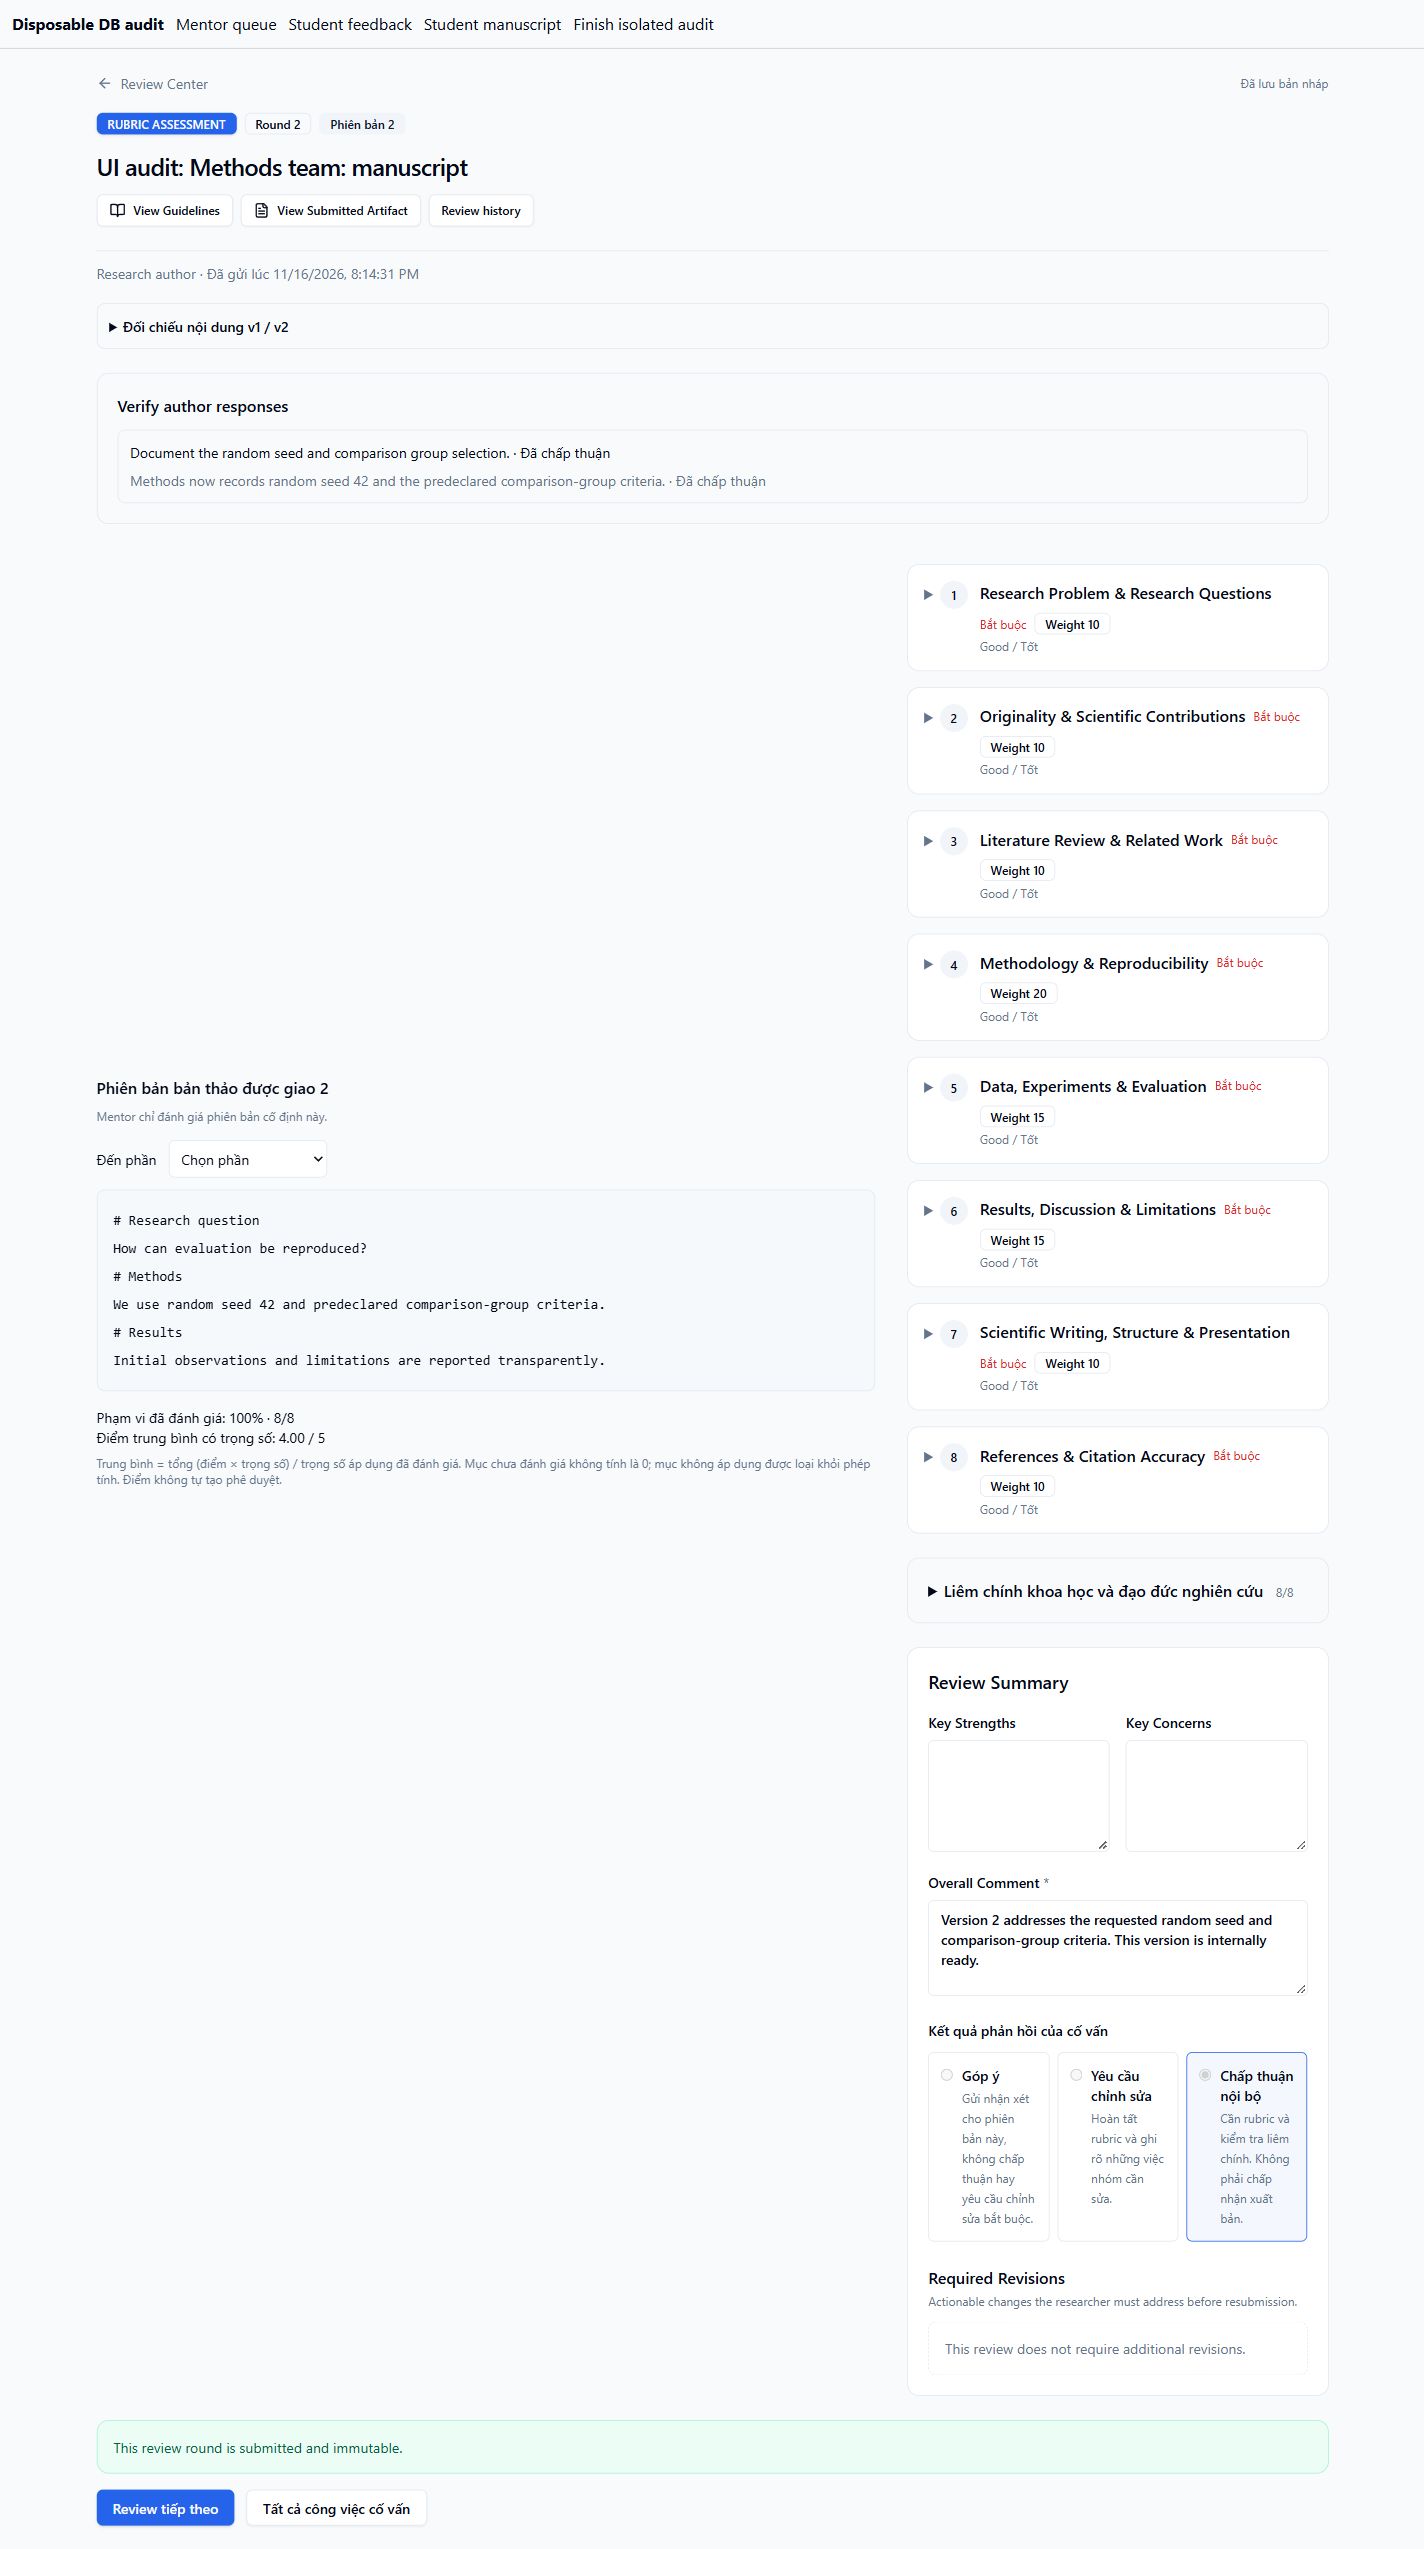 Disposable DB audit Mentor queue Student feedback Student manuscript Finish isolated audit
Review Center
Đã lưu bản nháp
RUBRIC ASSESSMENT Round 2 Phiên bản 2
UI audit: Methods team: manuscript
View Guidelines View Submitted Artifact Review history
Research author · Đã gửi lúc 11/16/2026, 8:14:31 PM
Đối chiếu nội dung v1 / v2
Verify author responses
Document the random seed and comparison group selection. · Đã chấp thuận
Methods now records random seed 42 and the predeclared comparison-group criteria. · Đã chấp thuận
Phiên bản bản thảo được giao 2
Mentor chỉ đánh giá phiên bản cố định này.
Đến phần Chọn phần
# Research question
How can evaluation be reproduced?
# Methods
We use random seed 42 and predeclared comparison-group criteria.
# Results
Initial observations and limitations are reported transparently.
Phạm vi đã đánh giá: 100% · 8/8
Điểm trung bình có trọng số: 4.00 / 5
Trung bình = tổng (điểm × trọng số) / trọng số áp dụng đã đánh giá. Mục chưa đánh giá không tính là 0; mục không áp dụng được loại khỏi phép
tính. Điểm không tự tạo phê duyệt.
1 Research Problem & Research Questions
Bắt buộc Weight 10
Good / Tốt
2 Originality & Scientific Contributions Bắt buộc
Weight 10
Good / Tốt
3 Literature Review & Related Work Bắt buộc
Weight 10
Good / Tốt
4 Methodology & Reproducibility Bắt buộc
Weight 20
Good / Tốt
5 Data, Experiments & Evaluation Bắt buộc
Weight 15
Good / Tốt
6 Results, Discussion & Limitations Bắt buộc
Weight 15
Good / Tốt
7 Scientific Writing, Structure & Presentation
Bắt buộc Weight 10
Good / Tốt
8 References & Citation Accuracy Bắt buộc
Weight 10
Good / Tốt
Liêm chính khoa học và đạo đức nghiên cứu 8/8
Review Summary
Key Strengths Key Concerns
Overall Comment *
Version 2 addresses the requested random seed and
comparison-group criteria. This version is internally
ready.
Kết quả phản hồi của cố vấn
Góp ý
Gửi nhận xét
cho phiên
bản này,
không chấp
thuận hay
yêu cầu chỉnh
sửa bắt buộc.
Yêu cầu
chỉnh sửa
Hoàn tất
rubric và ghi
rõ những việc
nhóm cần
sửa.
Chấp thuận
nội bộ
Cần rubric và
kiểm tra liêm
chính. Không
phải chấp
nhận xuất
bản.
Required Revisions
Actionable changes the researcher must address before resubmission.
This review does not require additional revisions.
This review round is submitted and immutable.
Review tiếp theo Tất cả công việc cố vấn